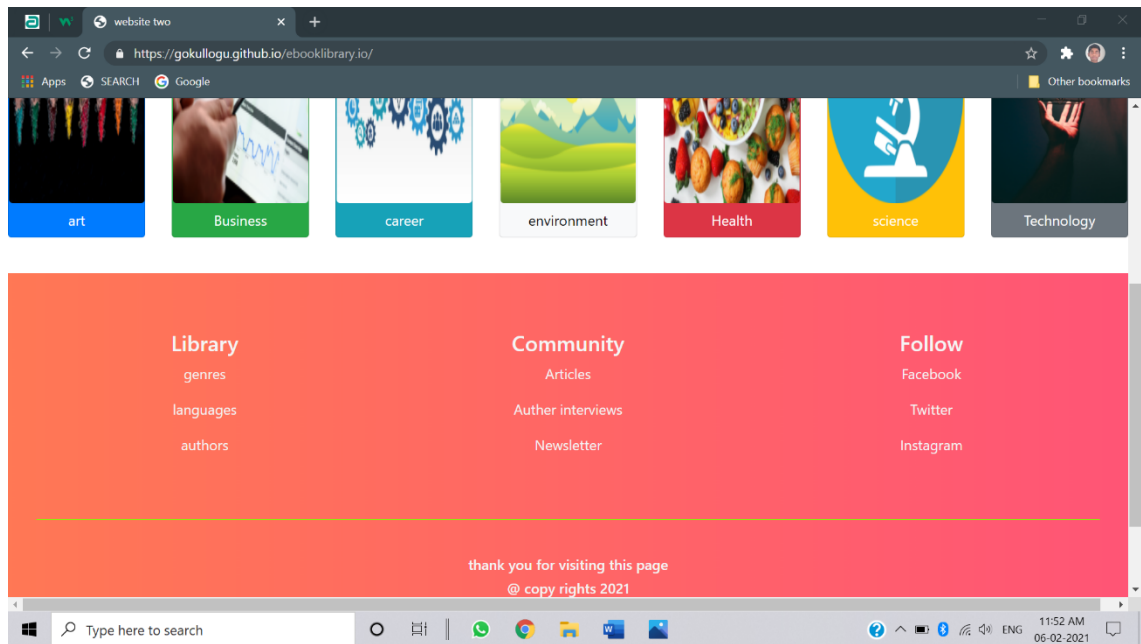 website two
https://gokullogu.github.io/ebooklibrary.io/
Apps SEARCH Google Other bookmarks
art Business career environment Health science Technology
Library Community Follow
genres Articles Facebook
languages Auther interviews Twitter
authors Newsletter Instagram
thank you for visiting this page
@ copy rights 2021
Type here to search
ENG
11:52 AM
06-02-2021